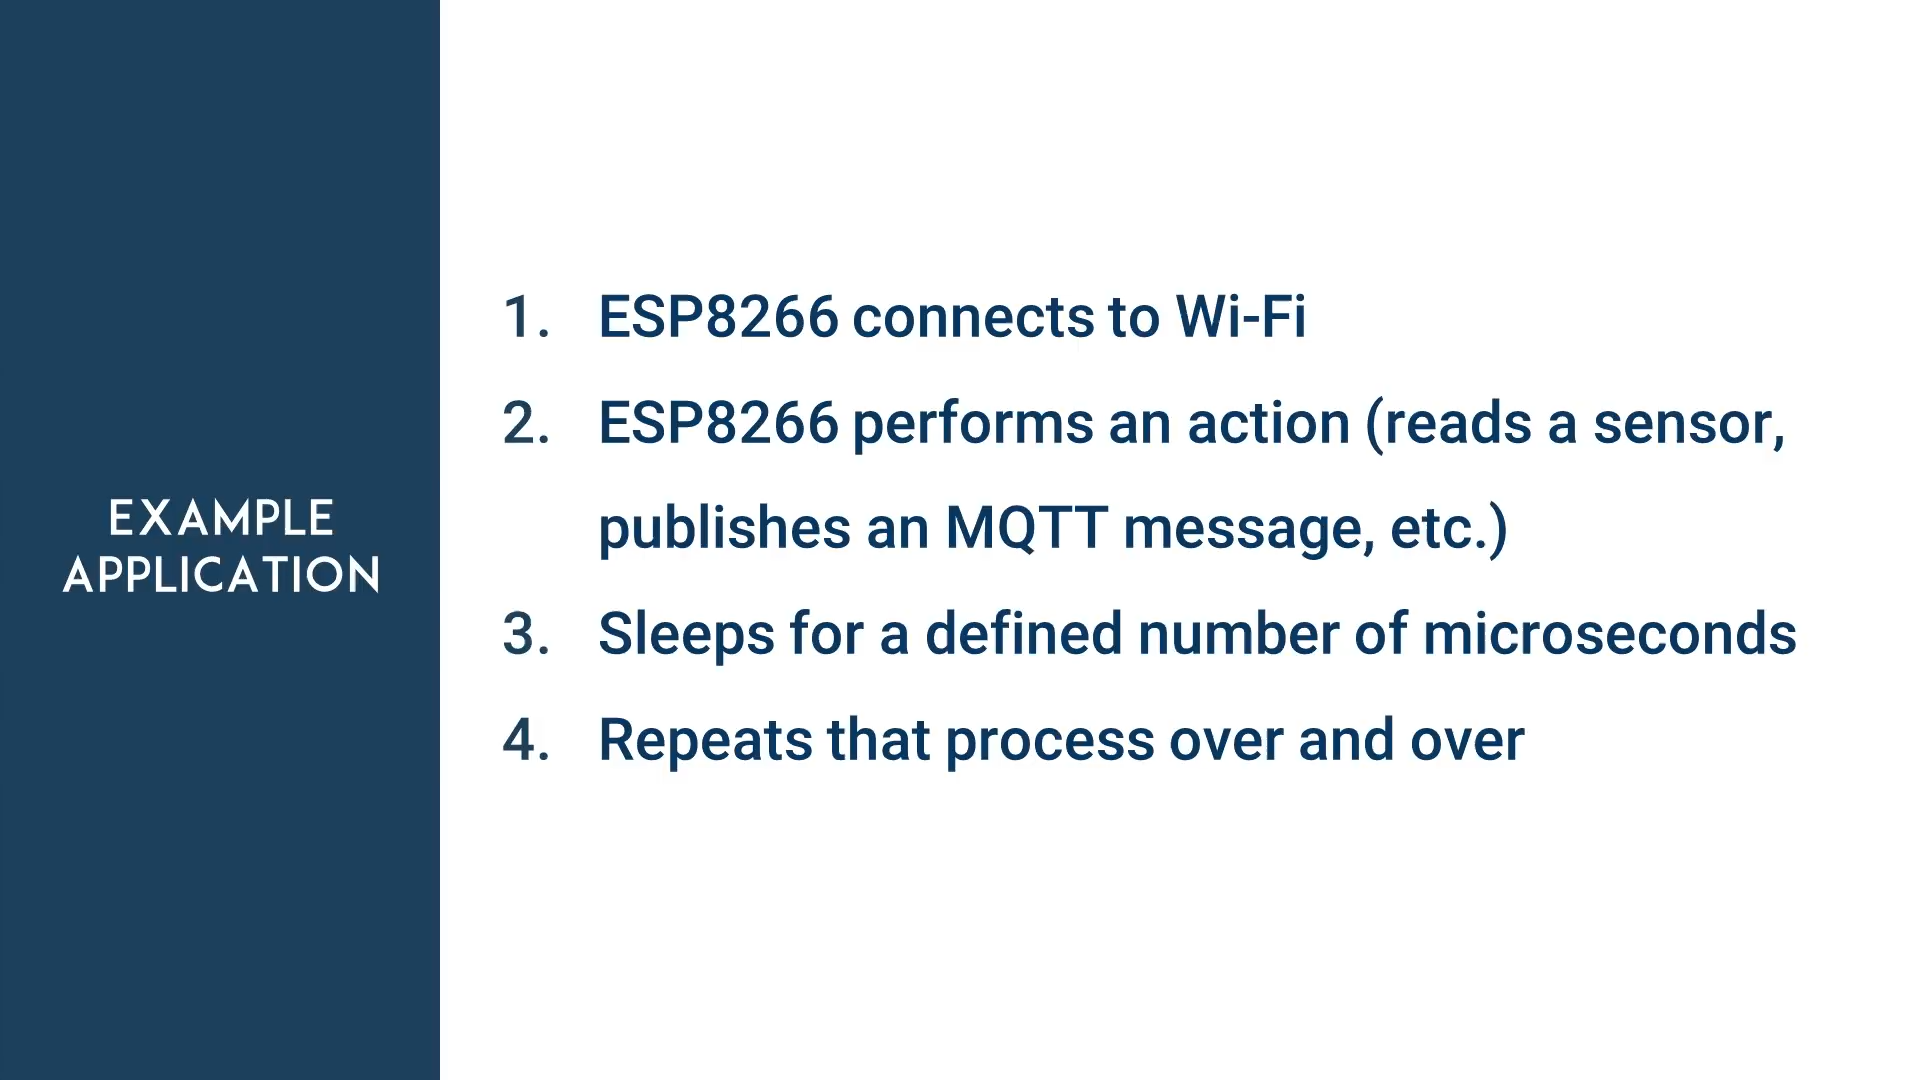 EXAMPLE
APPLICATION
1. ESP8266 connects to Wi-Fi
2. ESP8266 performs an action (reads a sensor,
publishes an MQTT message, etc.)
3. Sleeps for a defined number of microseconds
4. Repeats that process over and over